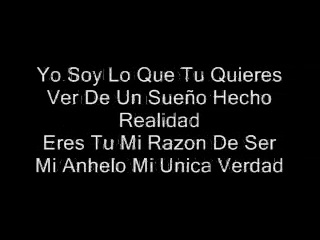 Yo Soy Lo Que Tu Quieres
Ver De Un Sueño Hecho
Realidad
Eres Tu Mi Razon De Ser
Mi Anhelo Mi Unica Verdad